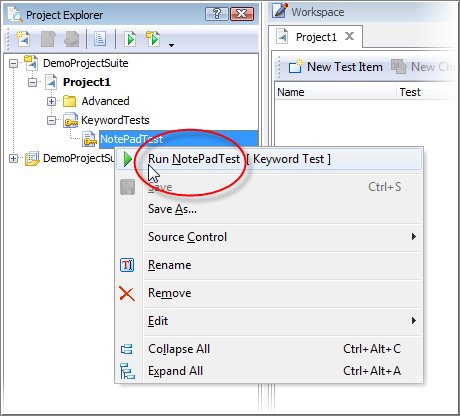 Project Explorer
Workspace
Project1
New Test Item
New Ch
Name
Test
DemoProjectSuite
Project1
Advanced
KeywordTests
NotePadTest
DemoProjectSu
Run NotePadTest [ Keyword Test ]
Save Ctrl+S
Save As...
Source Control
Rename
Remove
Edit
Collapse All Ctrl+Alt+C
Expand All Ctrl+Alt+A